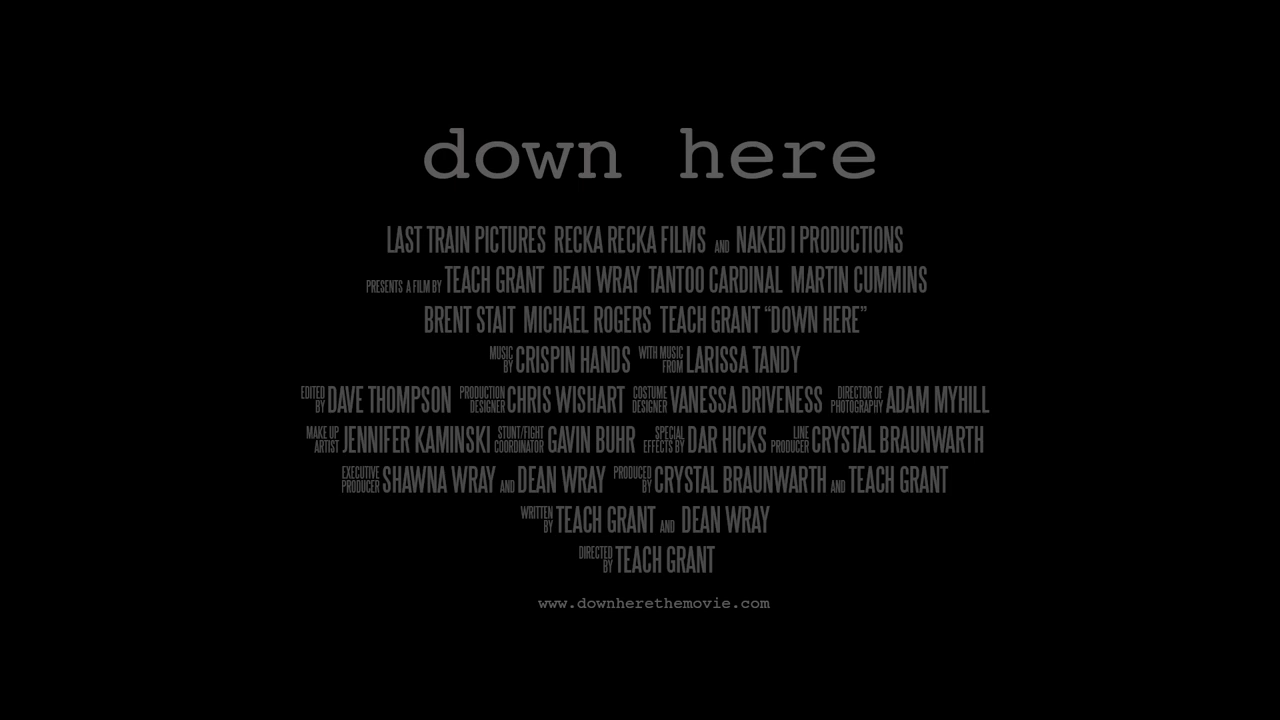 down here
LAST TRAIN PICTURES RECKA RECKA FILMS AND NAKED I PRODUCTIONS
PRESENTS A FILM BY TEACH GRANT DEAN WRAY TANTOO CARDINAL MARTIN CUMMINS
BRENT STAIT MICHAEL ROGERS TEACH GRANT “DOWN HERE”
MUSIC BY CRISPIN HANDS WITH MUSIC FROM LARISSA TANDY
EDITED BY DAVE THOMPSON PRODUCTION DESIGNER CHRIS WISHART COSTUME DESIGNER VANESSA DRIVENESS DIRECTOR OF PHOTOGRAPHY ADAM MYHILL
MAKE UP ARTIST JENNIFER KAMINSKI STUNT/FIGHT COORDINATOR GAVIN BUHR SPECIAL EFFECTS BY DAR HICKS LINE PRODUCER CRYSTAL BRAUNWARTH
EXECUTIVE PRODUCER SHAWNA WRAY AND DEAN WRAY PRODUCED BY CRYSTAL BRAUNWARTH AND TEACH GRANT
WRITTEN BY TEACH GRANT AND DEAN WRAY
DIRECTED BY TEACH GRANT
www.downherethemovie.com